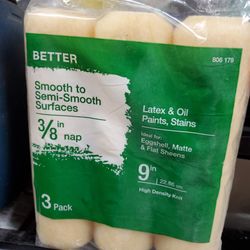 BETTER
806 179
Smooth to
Semi-Smooth
Surfaces
3/8 in
nap
3 Pack
Latex & Oil
Paints, Stains
Ideal for:
Eggshell, Matte
& Flat Sheens
9 in
22.86 cm
High Density Knit